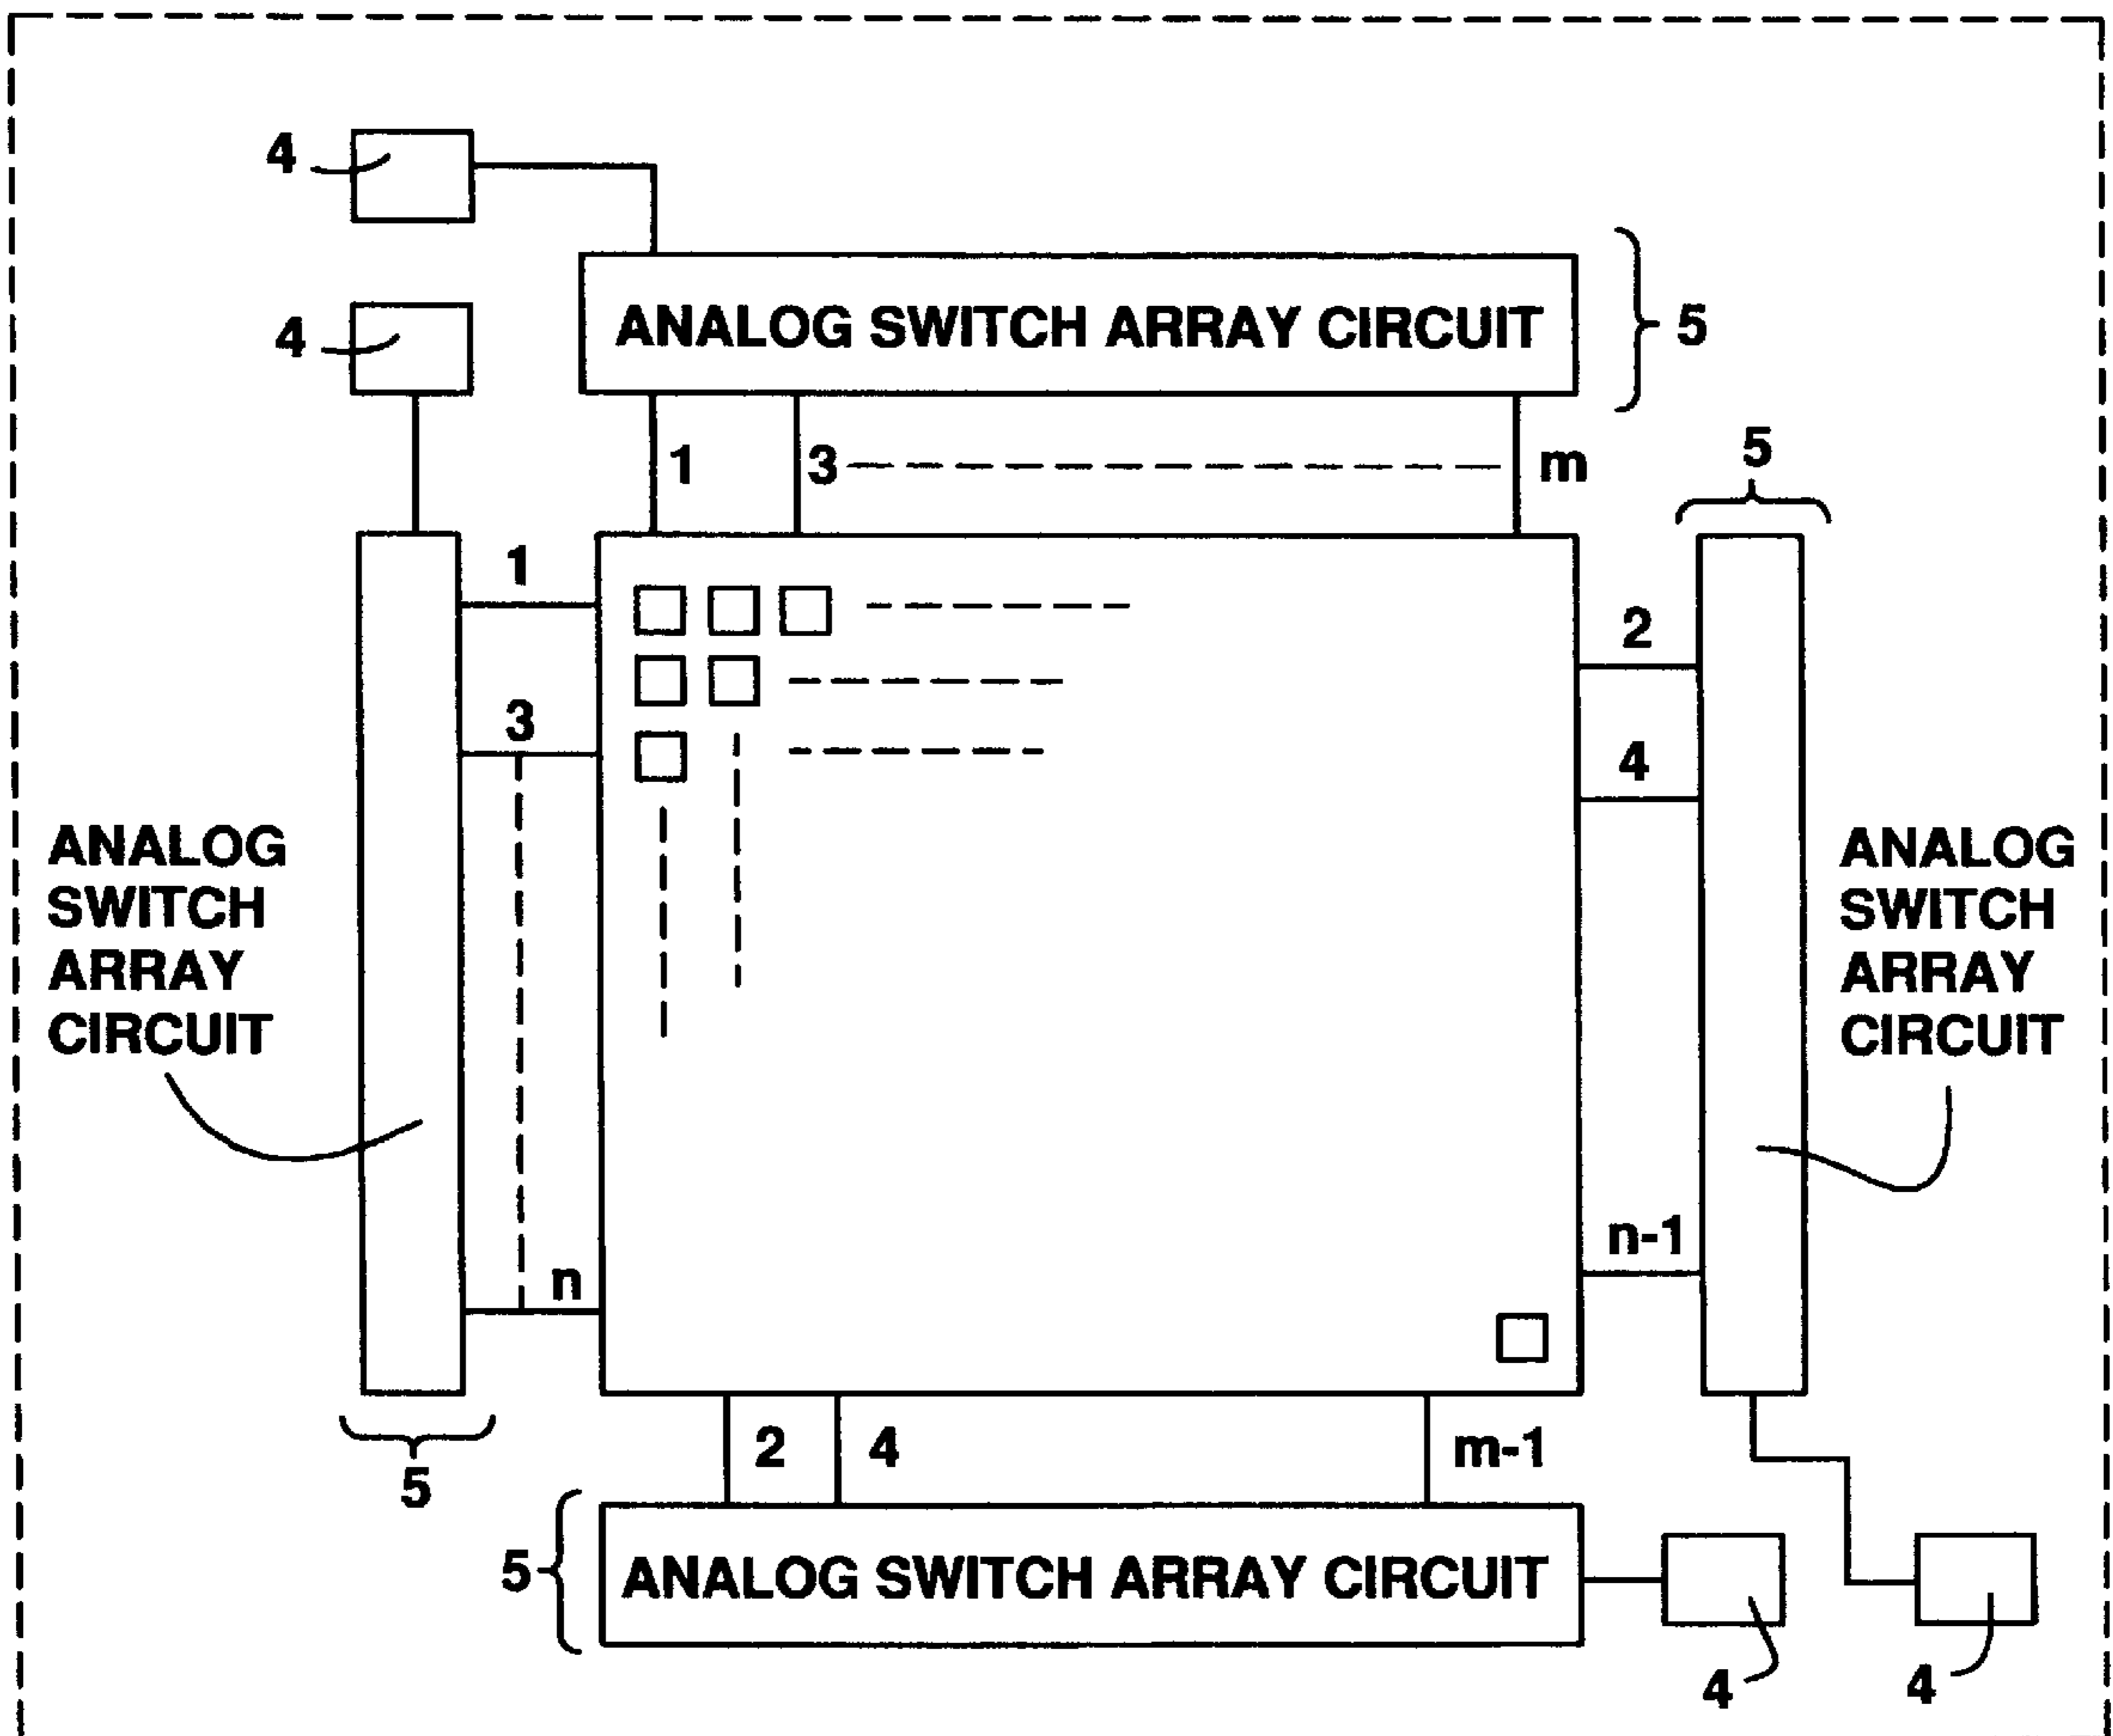 4
4
ANALOG SWITCH ARRAY CIRCUIT
5
1
3
m
5
1
2
3
4
ANALOG
SWITCH
ARRAY
CIRCUIT
ANALOG
SWITCH
ARRAY
CIRCUIT
n-1
n
2
4
m-1
5
5
ANALOG SWITCH ARRAY CIRCUIT
4
4